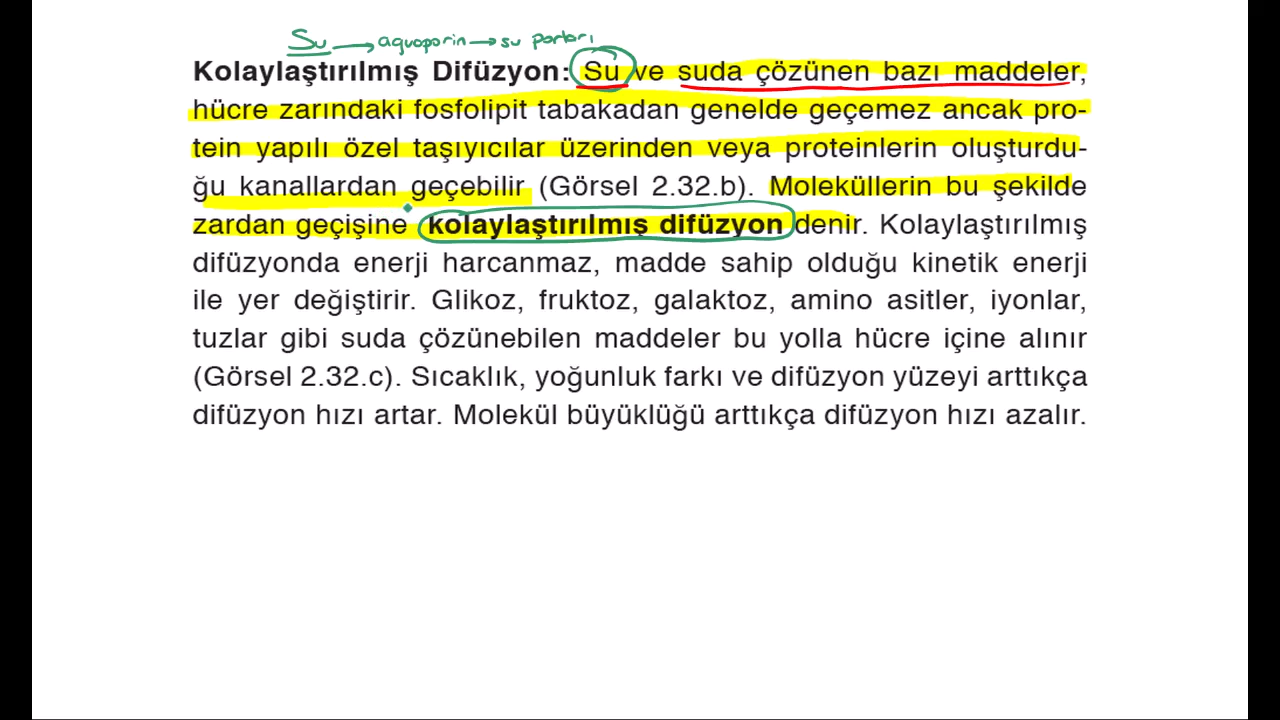 Su → aquaporin → su porları
Kolaylaştırılmış Difüzyon: Su ve suda çözünen bazı maddeler,
hücre zarındaki fosfolipit tabakadan genelde geçemez ancak pro-
tein yapılı özel taşıyıcılar üzerinden veya proteinlerin oluşturdu-
ğu kanallardan geçebilir (Görsel 2.32.b). Moleküllerin bu şekilde
zardan geçişine kolaylaştırılmış difüzyon denir. Kolaylaştırılmış
difüzyonda enerji harcanmaz, madde sahip olduğu kinetik enerji
ile yer değiştirir. Glikoz, fruktoz, galaktoz, amino asitler, iyonlar,
tuzlar gibi suda çözünebilen maddeler bu yolla hücre içine alınır
(Görsel 2.32.c). Sıcaklık, yoğunluk farkı ve difüzyon yüzeyi arttıkça
difüzyon hızı artar. Molekül büyüklüğü arttıkça difüzyon hızı azalır.